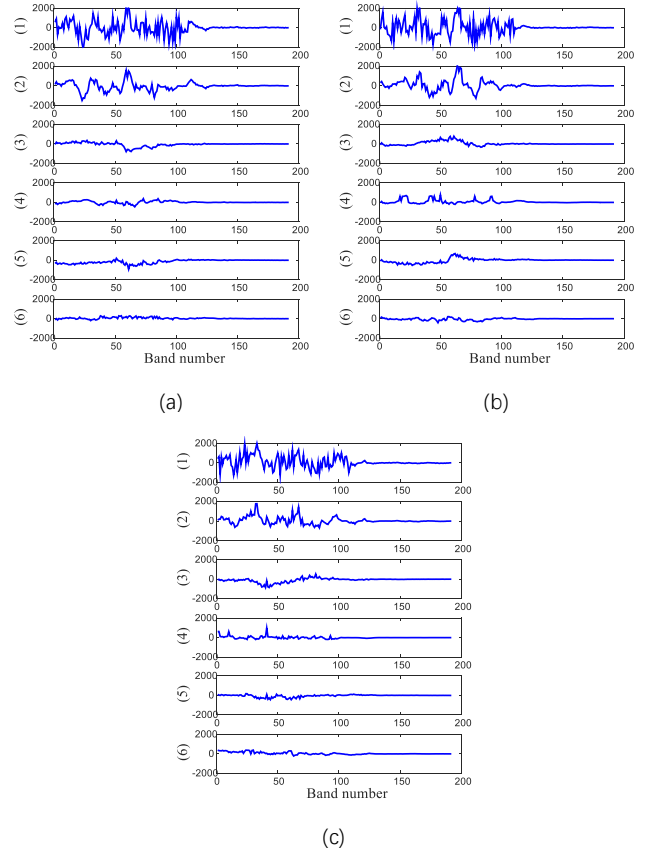 (1) 2000 0 -2000 0 50 100 150 200
(2) 2000 0 -2000 0 50 100 150 200
(3) 2000 0 -2000 0 50 100 150 200
(4) 2000 0 -2000 0 50 100 150 200
(5) 2000 0 -2000 0 50 100 150 200
(6) 2000 0 -2000 0 50 100 150 200
Band number
(a)
(1) 2000 0 -2000 0 50 100 150 200
(2) 2000 0 -2000 0 50 100 150 200
(3) 2000 0 -2000 0 50 100 150 200
(4) 2000 0 -2000 0 50 100 150 200
(5) 2000 0 -2000 0 50 100 150 200
(6) 2000 0 -2000 0 50 100 150 200
Band number
(b)
(1) 2000 0 -2000 0 50 100 150 200
(2) 2000 0 -2000 0 50 100 150 200
(3) 2000 0 -2000 0 50 100 150 200
(4) 2000 0 -2000 0 50 100 150 200
(5) 2000 0 -2000 0 50 100 150 200
(6) 2000 0 -2000 0 50 100 150 200
Band number
(c)